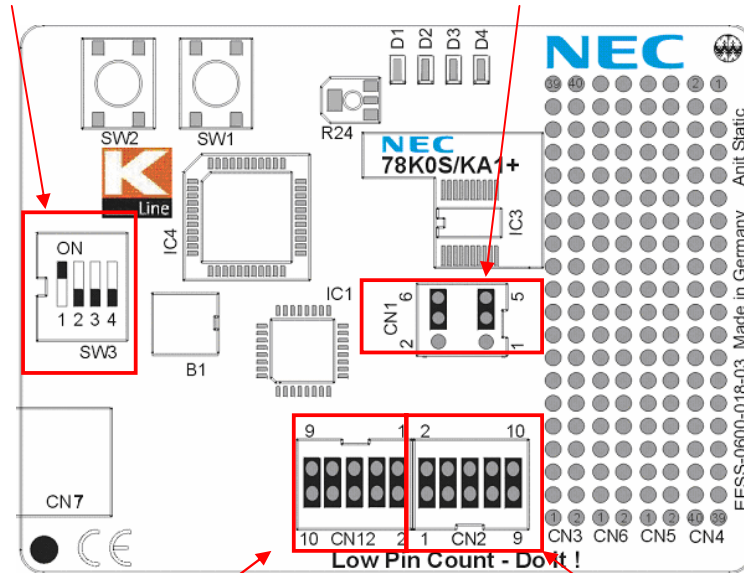 D1 D2 D3 D4
NEC
39 40 2 1
SW2 SW1
R24
NEC
78K0S/KA1+
K
Line
IC4
IC3
ON
1 2 3 4
SW3
IC1
B1
6 5
CN1
2 1
EESS-0600-018-03 Made in Germany Anit Static
9 1 2 10
10 CN12 2 1 CN2 9
CN7
CE
1 2 1 2 1 2 40 39
CN3 CN6 CN5 CN4
Low Pin Count - Do it !